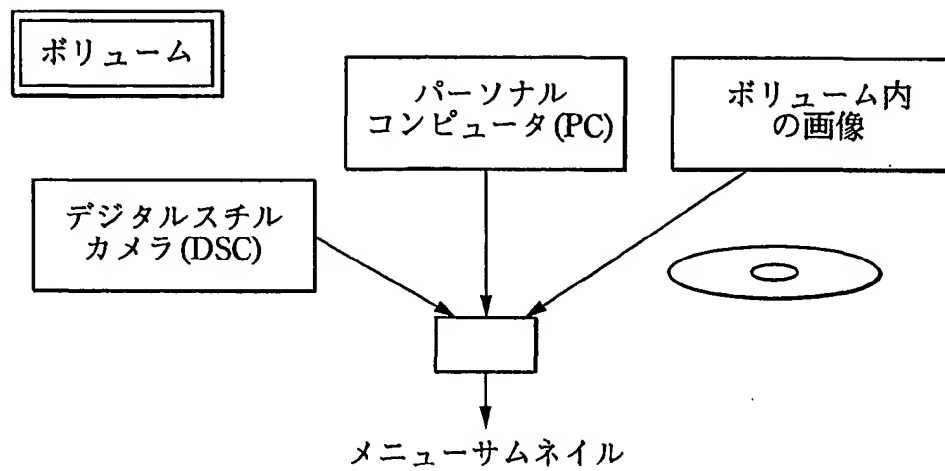 ボリューム
パーソナル
コンピュータ(PC)
ボリューム内
の画像
デジタルスチル
カメラ(DSC)
メニューサムネイル